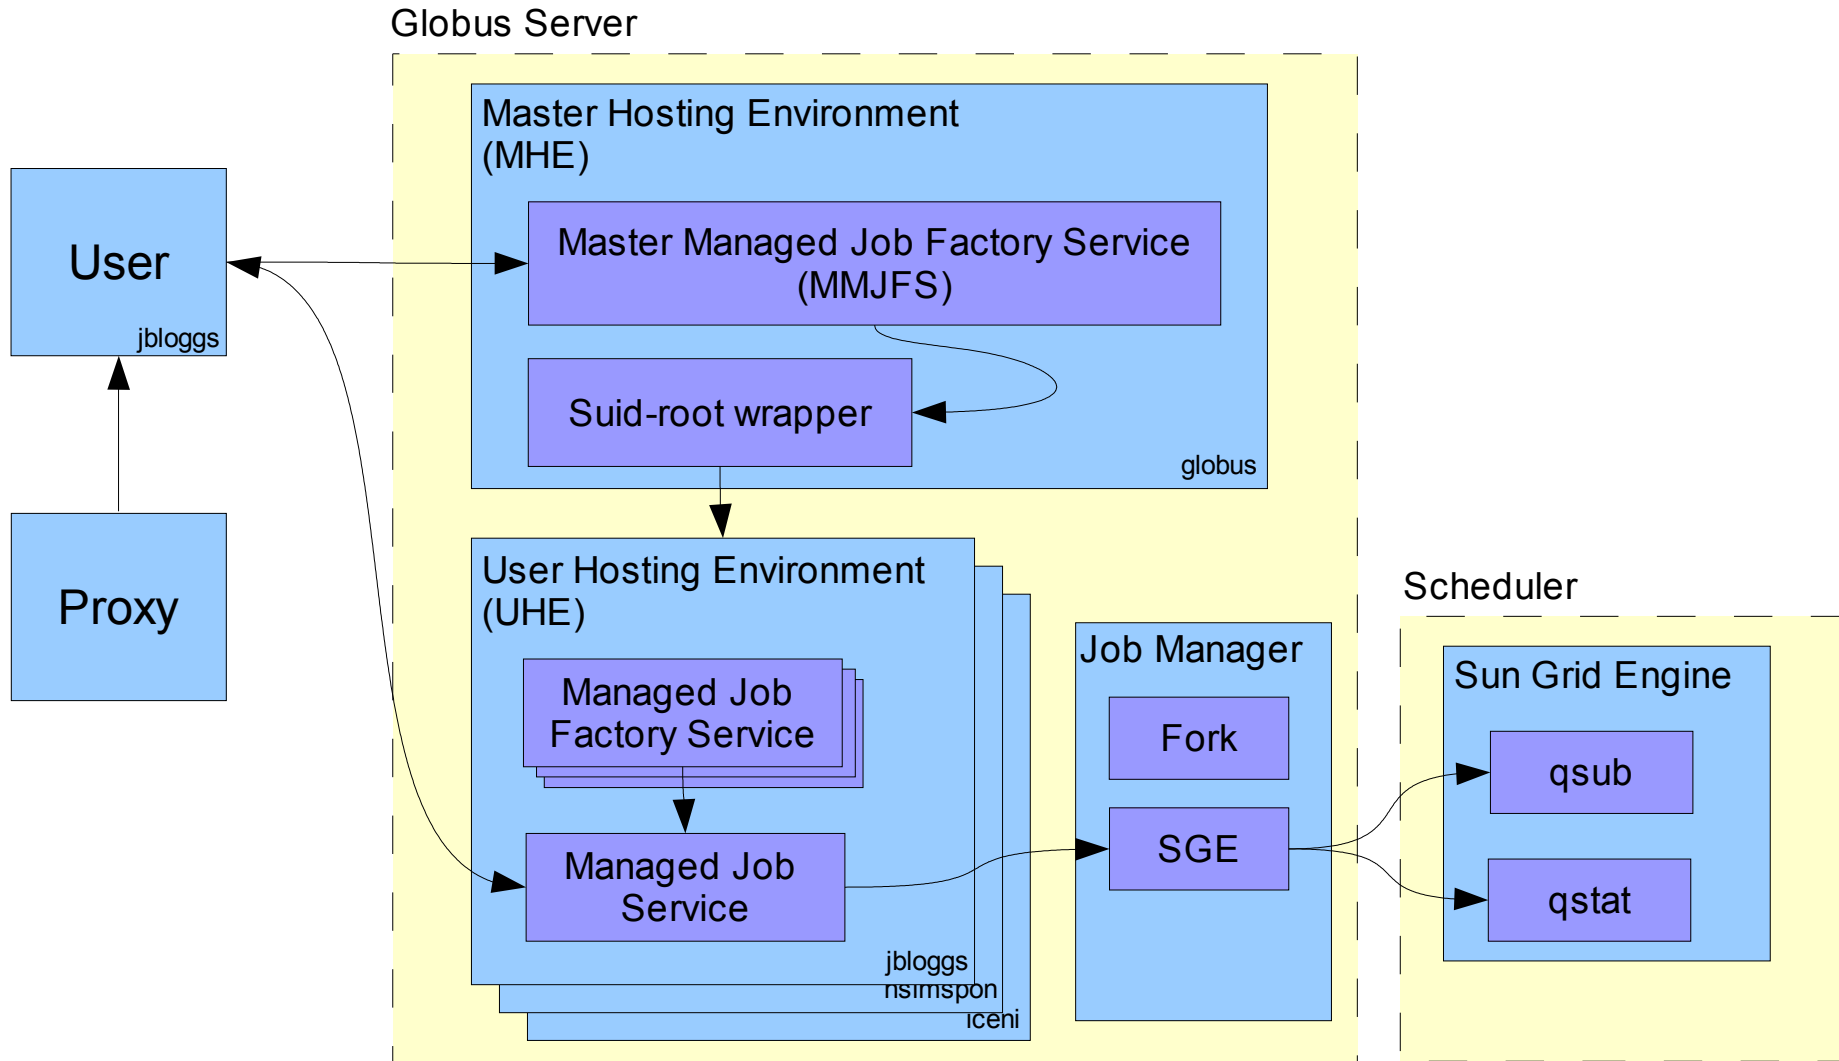 Globus Server
Master Hosting Environment
(MHE)
Master Managed Job Factory Service
(MMJFS)
User
jbloggs
Suid-root wrapper
globus
Proxy
User Hosting Environment
(UHE)
Managed Job
Factory Service
Managed Job
Service
jbloggs
iceni
Job Manager
Fork
SGE
Scheduler
Sun Grid Engine
qsub
qstat